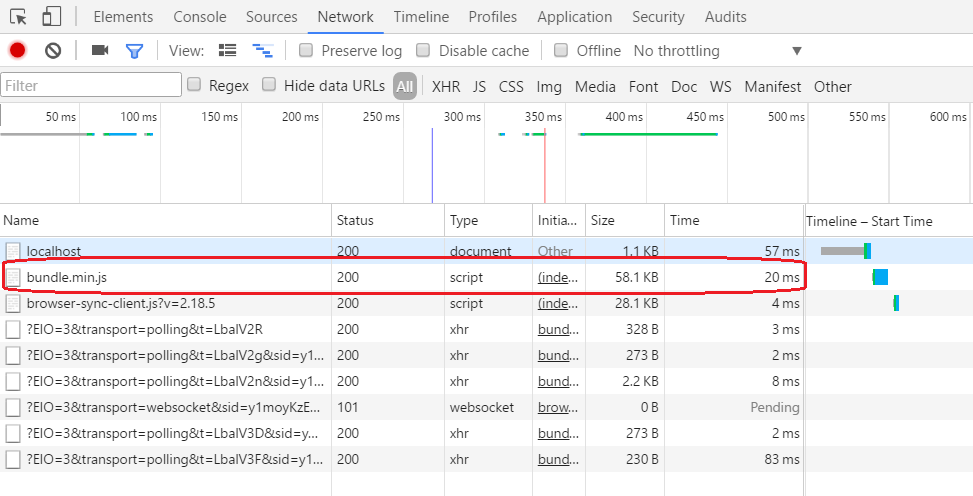 Elements Console Sources Network Timeline Profiles Application Security Audits
View: Preserve log Disable cache Offline No throttling ▼
Filter Regex Hide data URLs All XHR JS CSS Img Media Font Doc WS Manifest Other
50 ms 100 ms 150 ms 200 ms 250 ms 300 ms 350 ms 400 ms 450 ms 500 ms 550 ms 600 ms
Name Status Type Initia... Size Time Timeline – Start Time
localhost 200 document Other 1.1 KB 57 ms
bundle.min.js 200 script (inde... 58.1 KB 20 ms
browser-sync-client.js?v=2.18.5 200 script (inde... 28.1 KB 4 ms
?EIO=3&transport=polling&t=LbalV2R 200 xhr bund... 328 B 3 ms
?EIO=3&transport=polling&t=LbalV2g&sid=y1... 200 xhr bund... 273 B 2 ms
?EIO=3&transport=polling&t=LbalV2n&sid=y1... 200 xhr bund... 2.2 KB 8 ms
?EIO=3&transport=websocket&sid=y1moyKzE... 101 websocket brow... 0 B Pending
?EIO=3&transport=polling&t=LbalV3D&sid=y... 200 xhr bund... 273 B 2 ms
?EIO=3&transport=polling&t=LbalV3F&sid=y1... 200 xhr bund... 230 B 83 ms